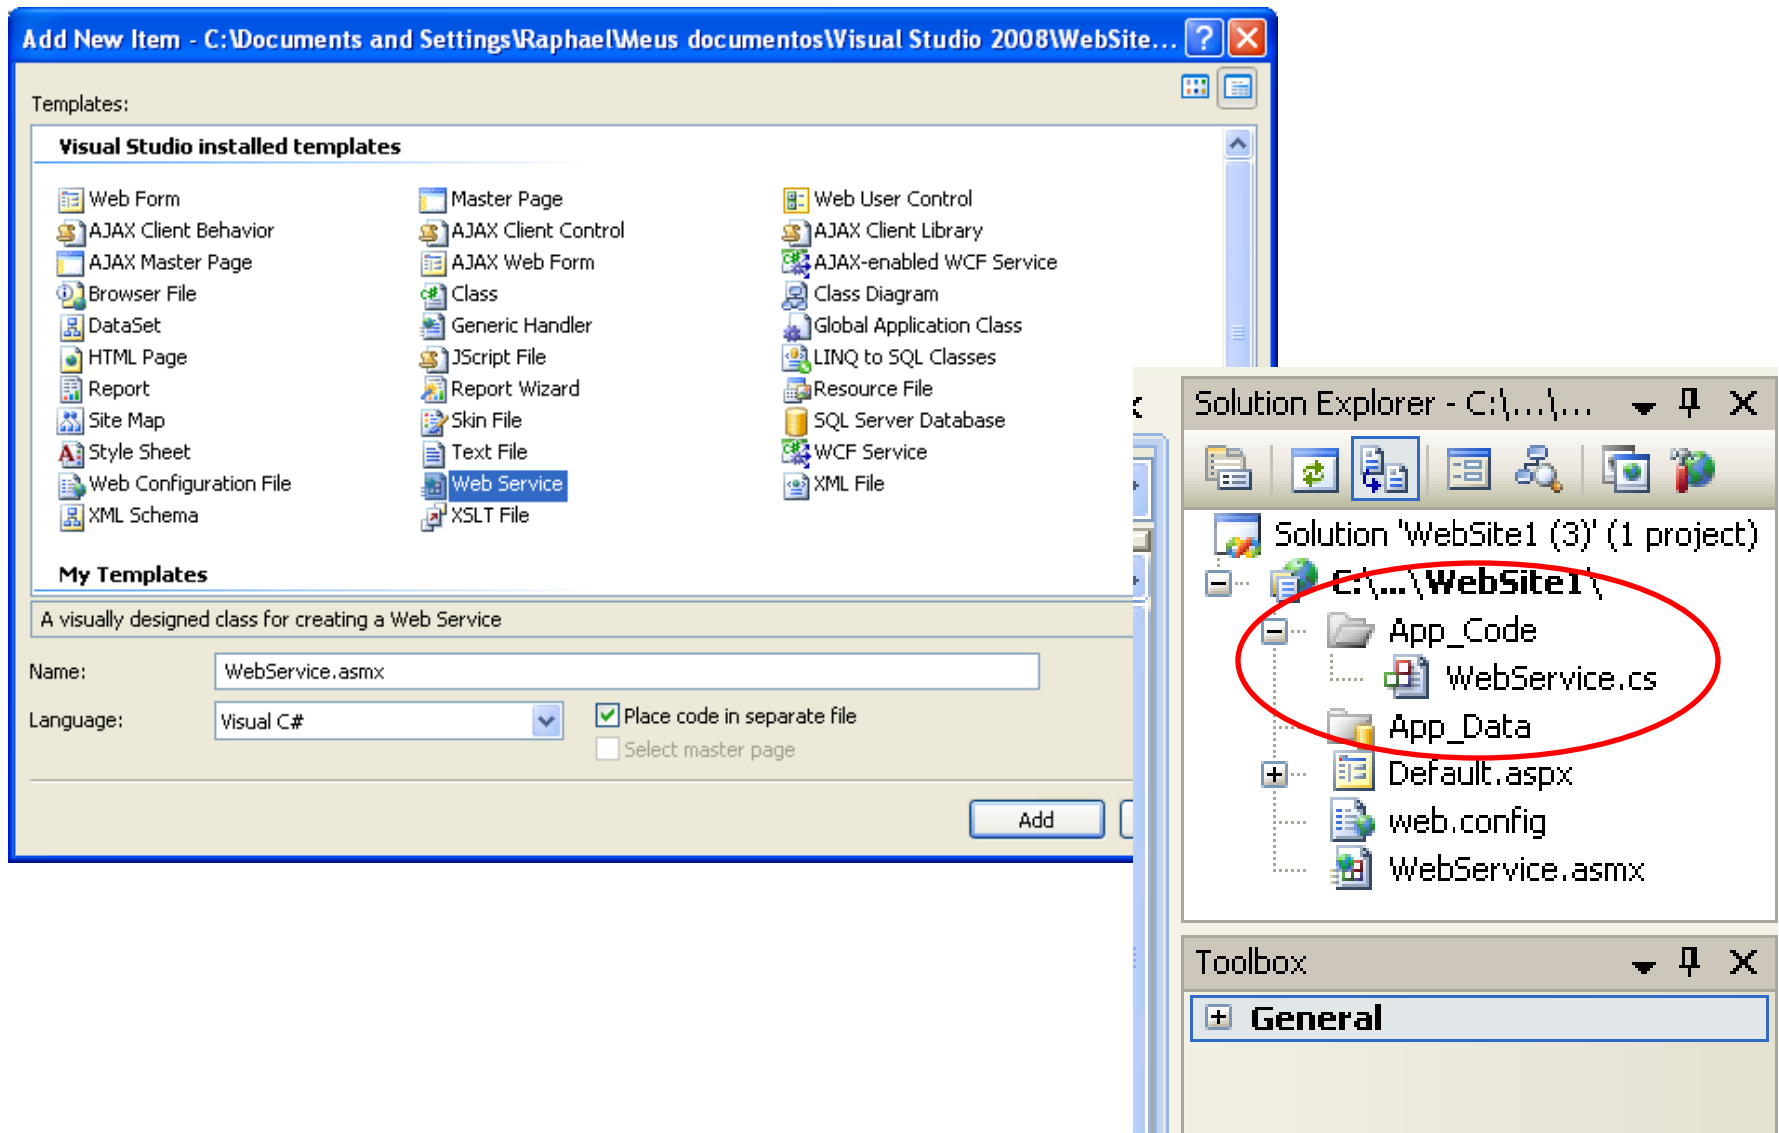 Add New Item - C:\Documents and Settings\Raphael\Meus documentos\Visual Studio 2008\WebSite...
Templates:
Visual Studio installed templates
Web Form Master Page Web User Control
AJAX Client Behavior AJAX Client Control AJAX Client Library
AJAX Master Page AJAX Web Form AJAX-enabled WCF Service
Browser File Class Class Diagram
DataSet Generic Handler Global Application Class
HTML Page JScript File LINQ to SQL Classes
Report Report Wizard Resource File
Site Map Skin File SQL Server Database
Style Sheet Text File WCF Service
Web Configuration File Web Service XML File
XML Schema XSLT File
My Templates
A visually designed class for creating a Web Service
Name: WebService.asmx
Language: Visual C# Place code in separate file
Select master page
Add
Solution Explorer - C:\...\...
Solution 'WebSite1 (3)' (1 project)
C:\...\WebSite1\
App_Code
WebService.cs
App_Data
Default.aspx
web.config
WebService.asmx
Toolbox
General